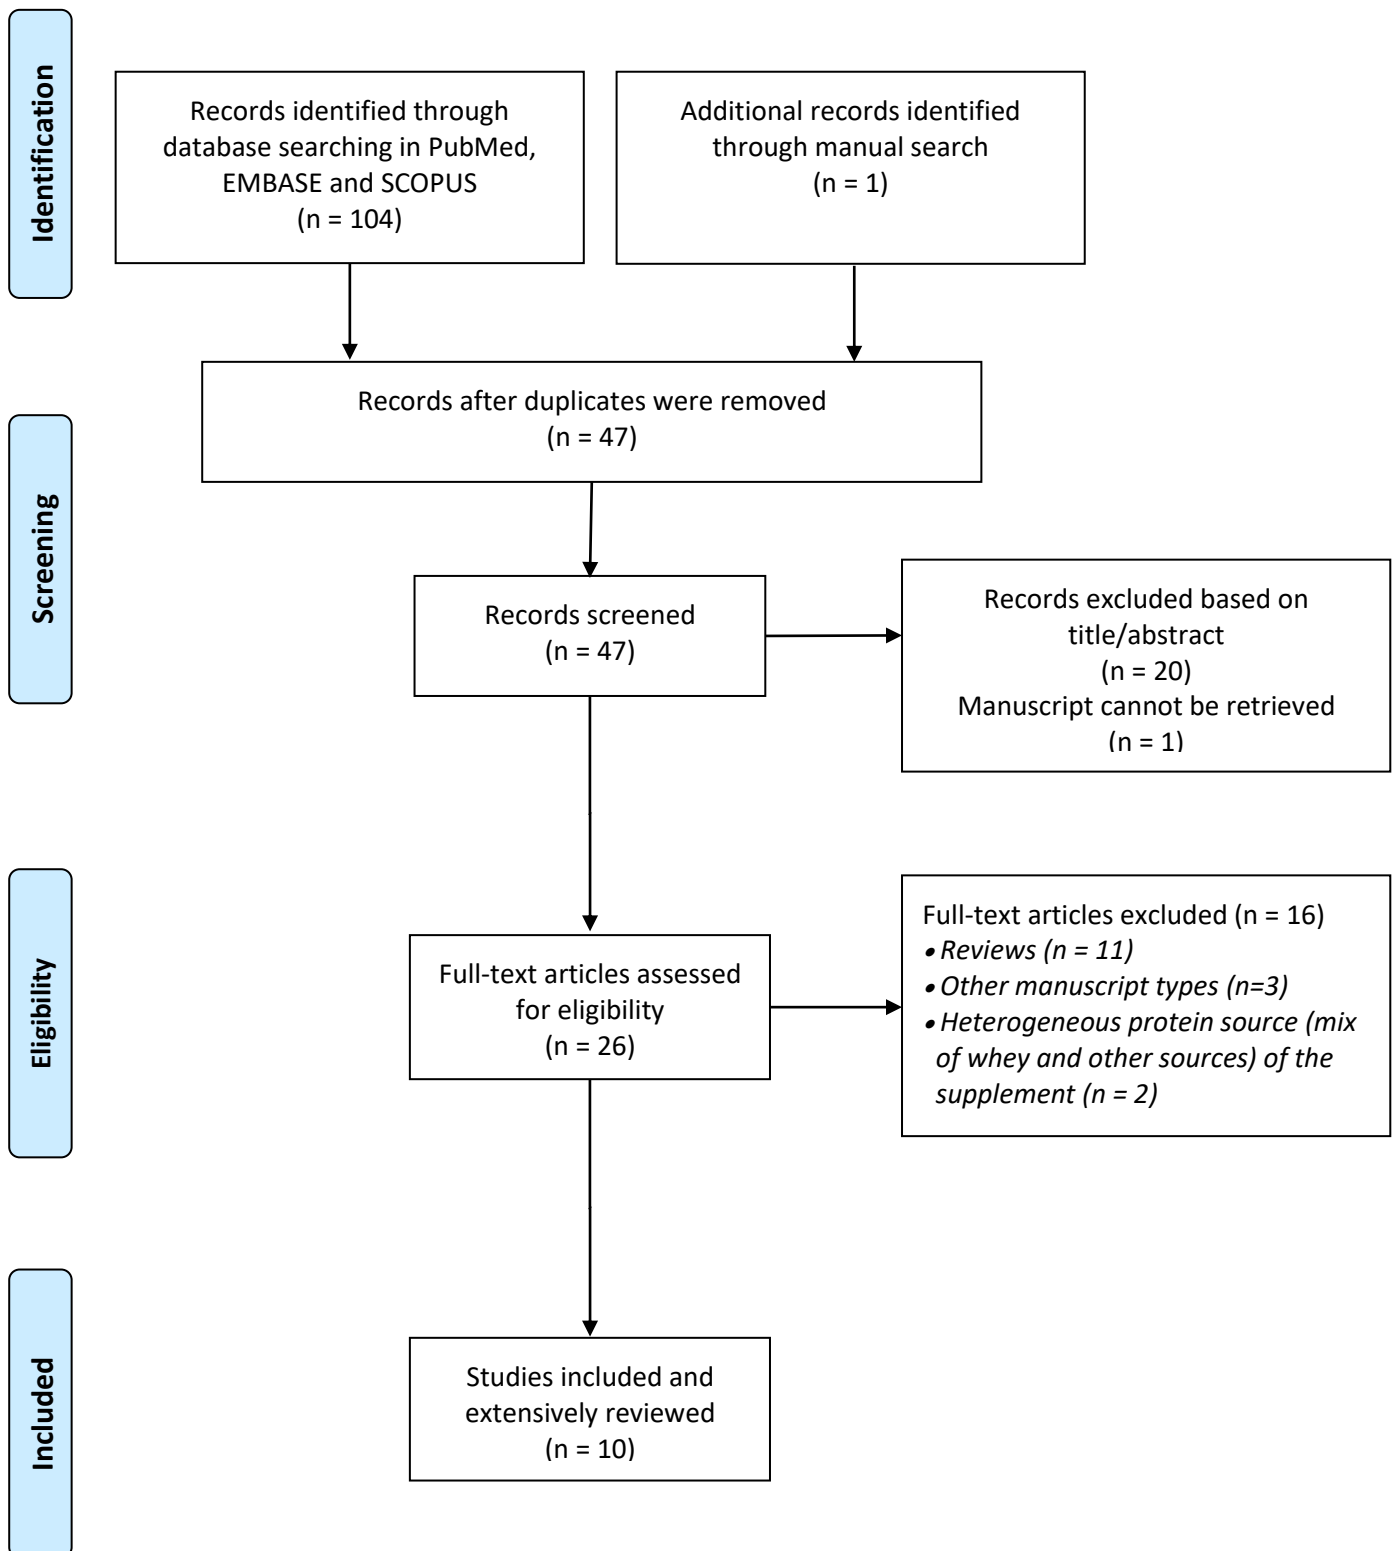 Identification
Records identified through
database searching in PubMed,
EMBASE and SCOPUS
(n = 104)
Additional records identified
through manual search
(n = 1)
Records after duplicates were removed
(n = 47)
Screening
Records screened
(n = 47)
Records excluded based on
title/abstract
(n = 20)
Manuscript cannot be retrieved
(n = 1)
Eligibility
Full-text articles assessed
for eligibility
(n = 26)
Full-text articles excluded (n = 16)
• Reviews (n = 11)
• Other manuscript types (n=3)
• Heterogeneous protein source (mix
of whey and other sources) of the
supplement (n = 2)
Included
Studies included and
extensively reviewed
(n = 10)